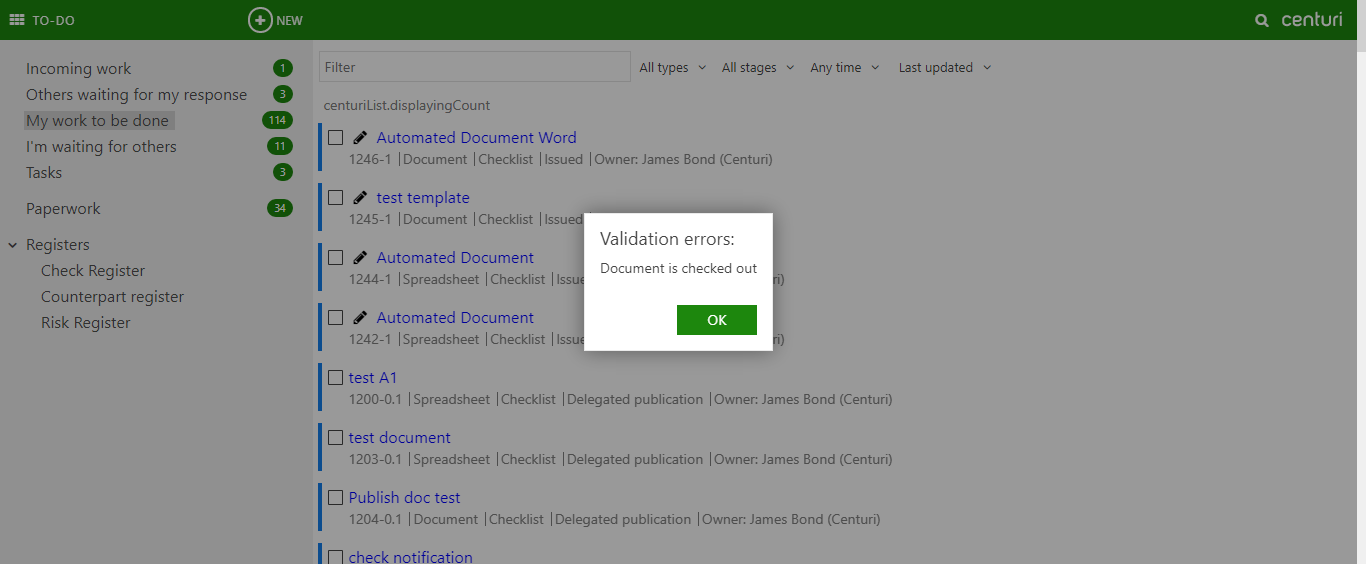 TO-DO
NEW
centuri
Incoming work 1
Others waiting for my response 3
My work to be done 114
I'm waiting for others 11
Tasks 3
Paperwork 34
Registers
Check Register
Counterpart register
Risk Register
Filter All types All stages Any time Last updated
centuriList.displayingCount
Automated Document Word
1246-1 |Document |Checklist |Issued |Owner: James Bond (Centuri)
test template
1245-1 |Document |Checklist |Issued
Automated Document
1244-1 |Spreadsheet |Checklist |Issue
Automated Document
1242-1 |Spreadsheet |Checklist |Issue
test A1
1200-0.1 |Spreadsheet |Checklist |Delegated publication |Owner: James Bond (Centuri)
test document
1203-0.1 |Spreadsheet |Checklist |Delegated publication |Owner: James Bond (Centuri)
Publish doc test
1204-0.1 |Document |Checklist |Delegated publication |Owner: James Bond (Centuri)
check notification
Validation errors:
Document is checked out
OK